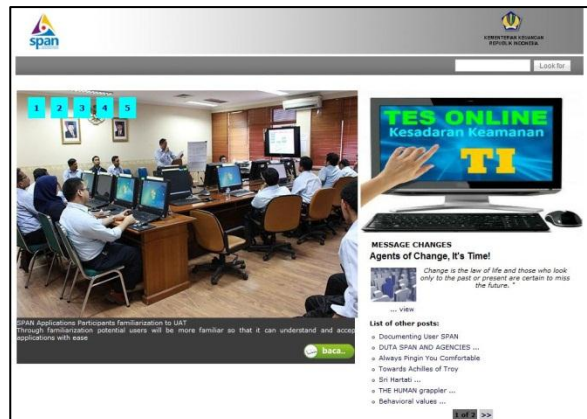 span
KEMENTERIAN KEUANGAN
REPUBLIK INDONESIA
Look for
1 2 3 4 5
TES ONLINE
Kesadaran Keamanan
TI
SPAN Applications Participants familiarization to UAT
Through familiarization potential users will be more familiar so that it can understand and accep
applications with ease
baca..
MESSAGE CHANGES
Agents of Change, It's Time!
Change is the law of life and those who look
only to the past or present are certain to miss
the future. "
... view
List of other posts:
Documenting User SPAN
DUTA SPAN AND AGENCIES ...
Always Pingin You Comfortable
Towards Achilles of Troy
Sri Hartati ...
THE HUMAN grappler ...
Behavioral values ...
1 of 2 >>